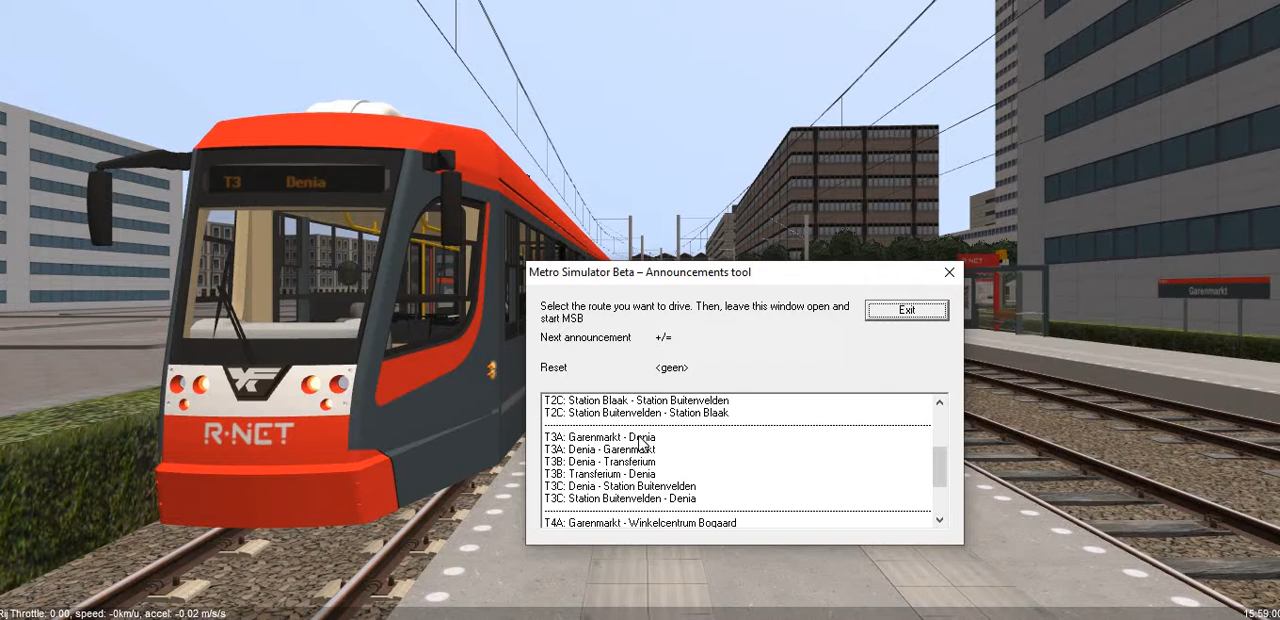 T3 Denia
R-NET
R-NET
Garenmarkt
Metro Simulator Beta – Announcements tool
Select the route you want to drive. Then, leave this window open and
start MSB
Exit
Next announcement +/=
Reset <geen>
T2C: Station Blaak - Station Buitenvelden
T2C: Station Buitenvelden - Station Blaak
T3A: Garenmarkt - Denia
T3A: Denia - Garenmarkt
T3B: Denia - Transferium
T3B: Transferium - Denia
T3C: Denia - Station Buitenvelden
T3C: Station Buitenvelden - Denia
T4A: Garenmarkt - Winkelcentrum Bogaard
Rij Throttle: 0.00, speed: -0km/u, accel: -0.02 m/s/s
15:59:00